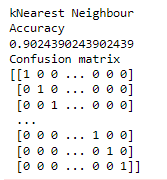 kNearest Neighbour
Accuracy
0.9024390243902439
Confusion matrix
[[1 0 0 ... 0 0 0]
 [0 1 0 ... 0 0 0]
 [0 0 1 ... 0 0 0]
 ...
 [0 0 0 ... 1 0 0]
 [0 0 0 ... 0 1 0]
 [0 0 0 ... 0 0 1]]